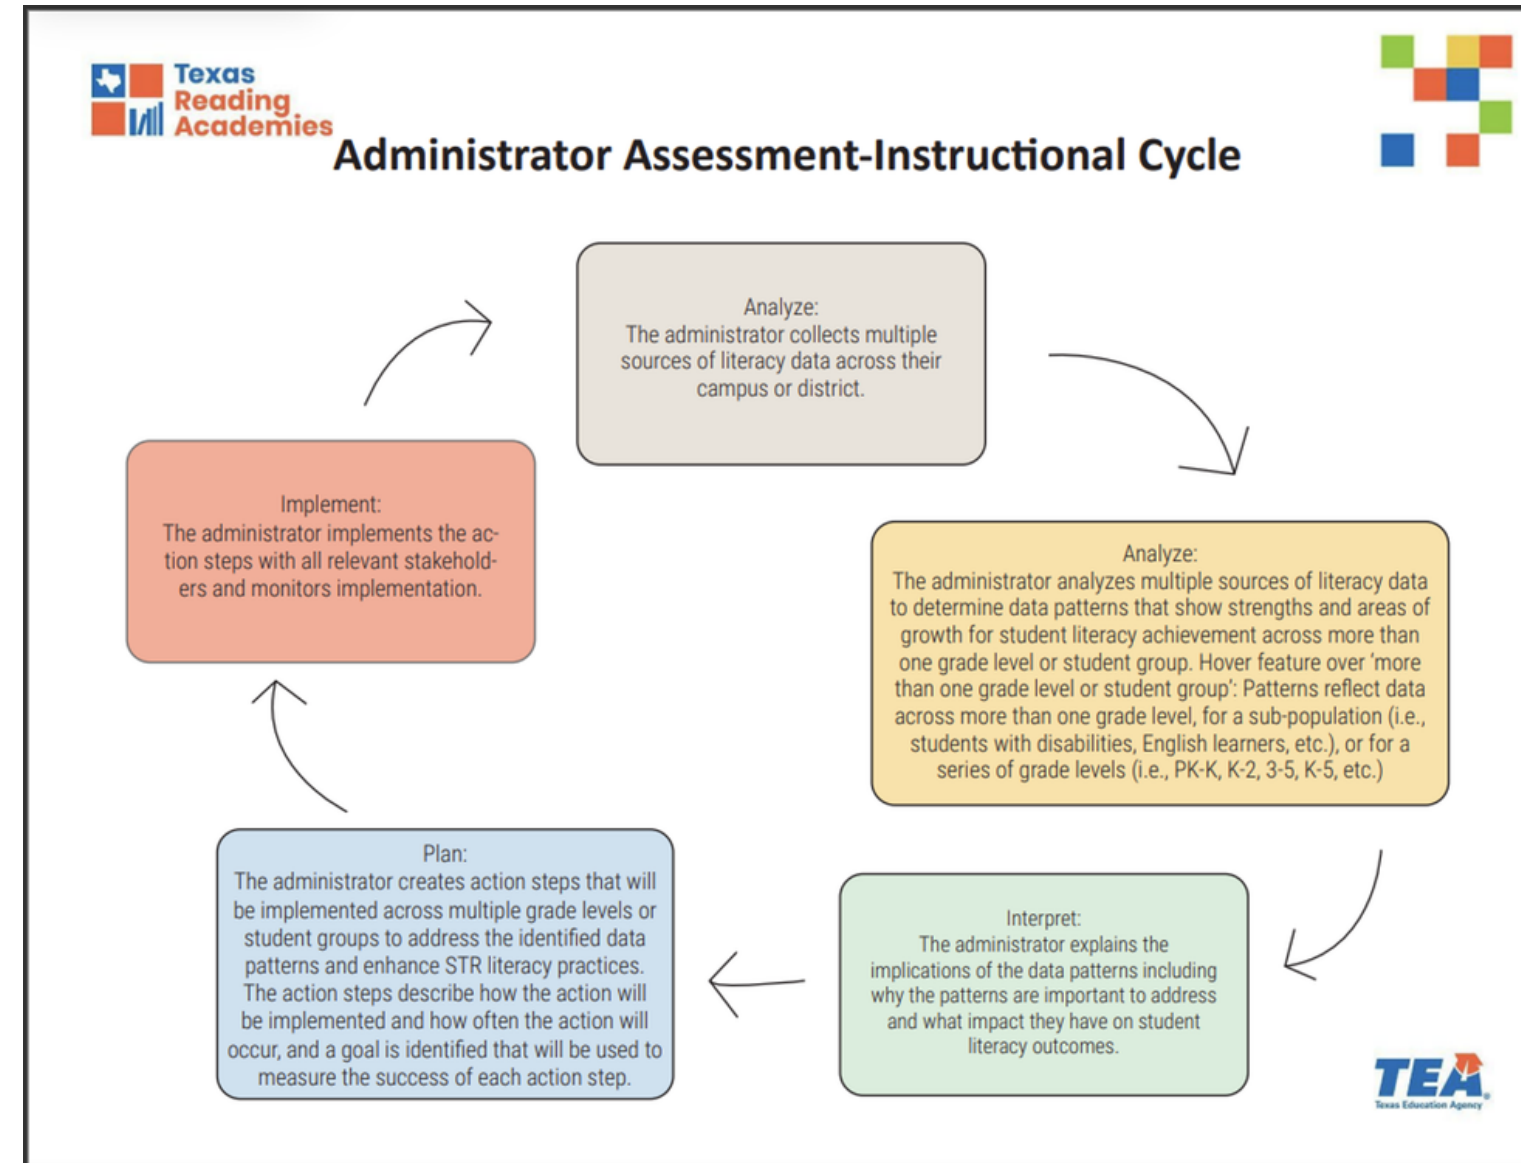 Texas
Reading
Academies
Administrator Assessment-Instructional Cycle
Analyze:
The administrator collects multiple
sources of literacy data across their
campus or district.
Implement:
The administrator implements the ac-
tion steps with all relevant stakehold-
ers and monitors implementation.
Analyze:
The administrator analyzes multiple sources of literacy data
to determine data patterns that show strengths and areas of
growth for student literacy achievement across more than
one grade level or student group. Hover feature over 'more
than one grade level or student group': Patterns reflect data
across more than one grade level, for a sub-population (i.e.,
students with disabilities, English learners, etc.), or for a
series of grade levels (i.e., PK-K, K-2, 3-5, K-5, etc.)
Plan:
The administrator creates action steps that will
be implemented across multiple grade levels or
student groups to address the identified data
patterns and enhance STR literacy practices.
The action steps describe how the action will
be implemented and how often the action will
occur, and a goal is identified that will be used to
measure the success of each action step.
Interpret:
The administrator explains the
implications of the data patterns including
why the patterns are important to address
and what impact they have on student
literacy outcomes.
TEA
Texas Education Agency®